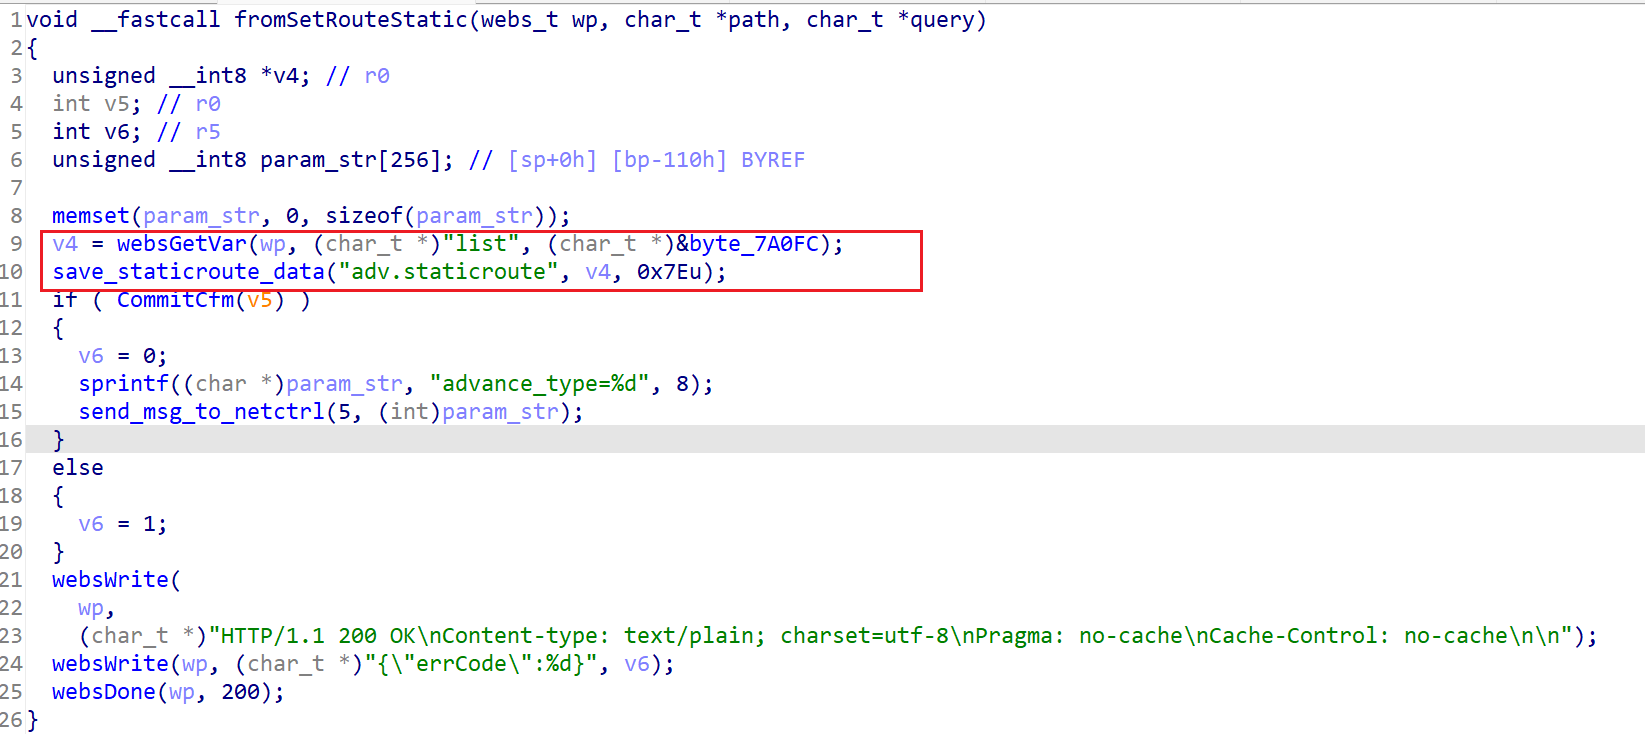 1 void __fastcall fromSetRouteStatic(webs_t wp, char_t *path, char_t *query)
2 {
3   unsigned __int8 *v4; // r0
4   int v5; // r0
5   int v6; // r5
6   unsigned __int8 param_str[256]; // [sp+0h] [bp-110h] BYREF
7
8   memset(param_str, 0, sizeof(param_str));
9   v4 = websGetVar(wp, (char_t *)"list", (char_t *)&byte_7A0FC);
10   save_staticroute_data("adv.staticroute", v4, 0x7Eu);
11   if ( CommitCfm(v5) )
12   {
13     v6 = 0;
14     sprintf((char *)param_str, "advance_type=%d", 8);
15     send_msg_to_netctrl(5, (int)param_str);
16   }
17   else
18   {
19     v6 = 1;
20   }
21   websWrite(
22     wp,
23     (char_t *)"HTTP/1.1 200 OK\nContent-type: text/plain; charset=utf-8\nPragma: no-cache\nCache-Control: no-cache\n\n");
24   websWrite(wp, (char_t *)"{\"errCode\":%d}", v6);
25   websDone(wp, 200);
26 }